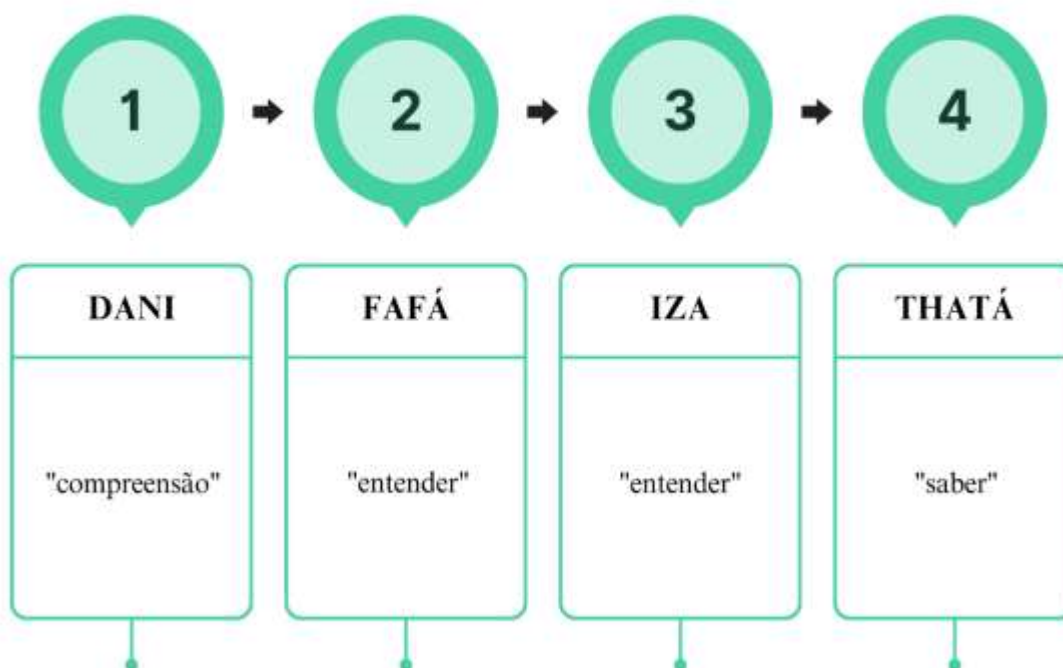 1
2
3
4
DANI
FAFÁ
IZA
THATÁ
"compreensão"
"entender"
"entender"
"saber"